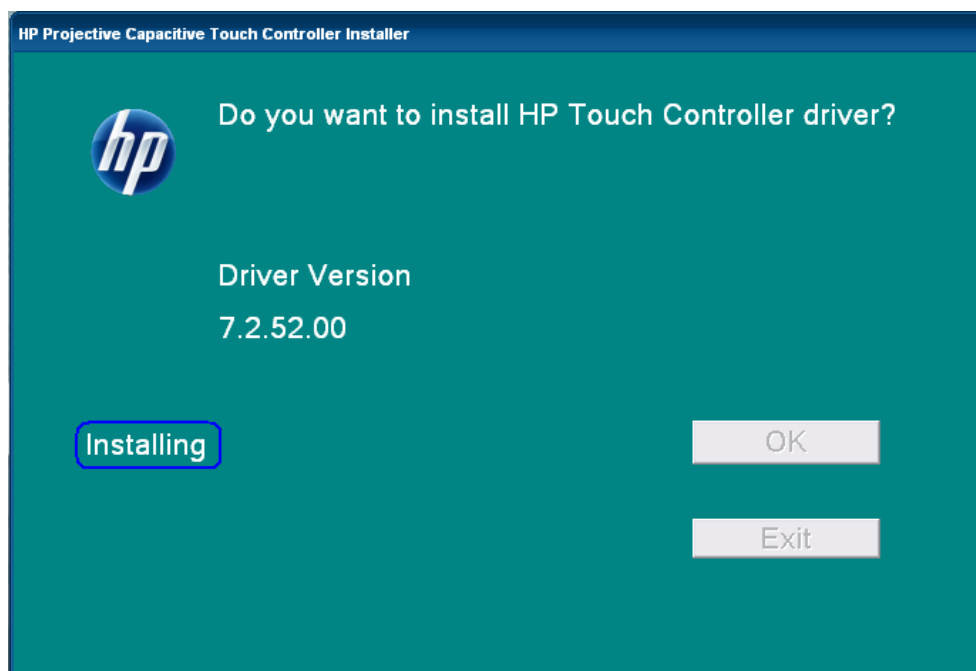 HP Projective Capacitive Touch Controller Installer
hp
Do you want to install HP Touch Controller driver?
Driver Version
7.2.52.00
Installing
OK
Exit